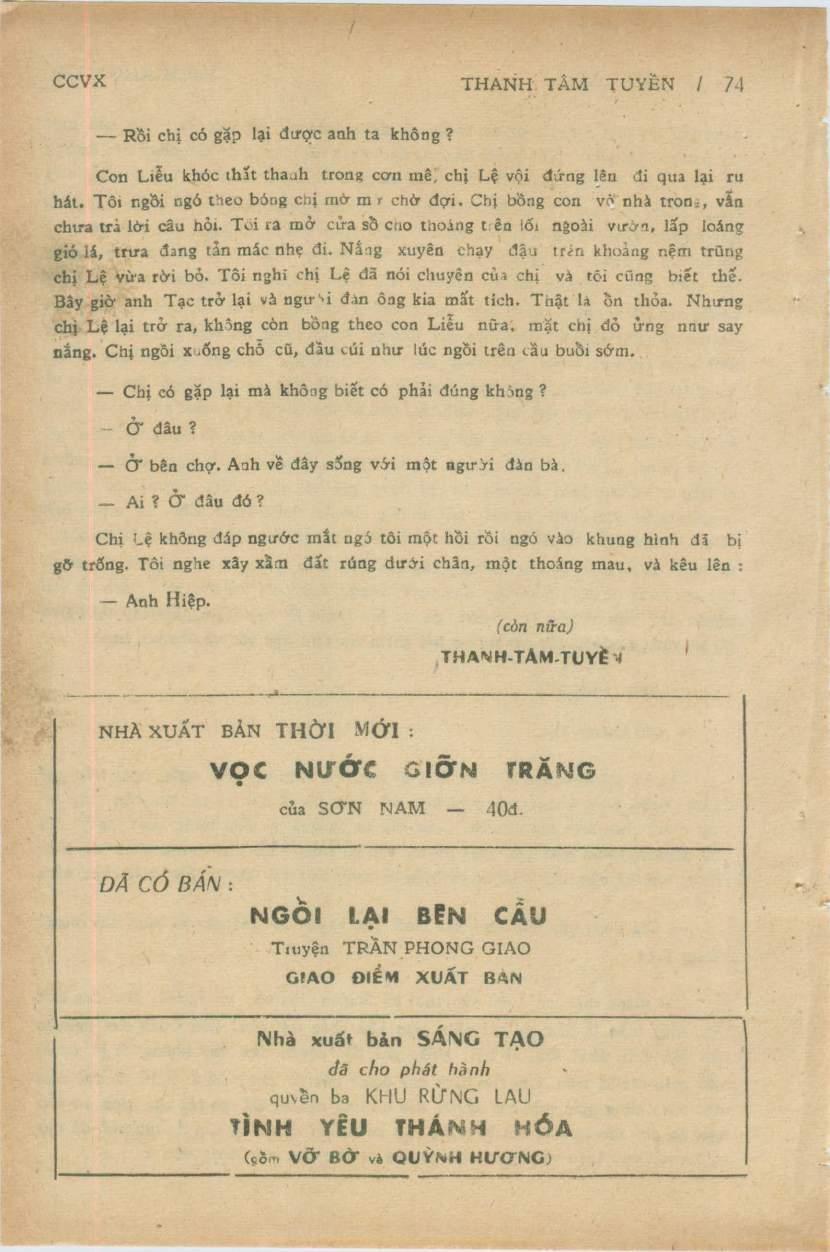 CCVX THANH TÂM TUYỀN / 74
— Rồi chị có gặp lại được anh ta không ?
Con Liễu khóc thất thanh trong cơn mê, chị Lệ vội đứng lên đi qua lại ru
hát. Tôi ngồi ngó theo bóng chị mờ mờ chờ đợi. Chị bồng con vô nhà trong, vẫn
chưa trả lời câu hỏi. Tôi ra mở cửa sồ cho thoáng trên lối ngoài vườn, lấp loáng
gió lá, trưa đang tản mác nhẹ đi. Nắng xuyên chạy đậu trên khoảng nệm trũng
chị Lệ vừa rời bỏ. Tôi nghĩ chị Lệ đã nói chuyện của chị và tôi cũng biết thế.
Bây giờ anh Tạc trở lại và người đàn ông kia mất tích. Thật là ồn thỏa. Nhưng
chị Lệ lại trở ra, không còn bồng theo con Liễu nữa, mặt chị đỏ ửng như say
nắng. Chị ngồi xuống chỗ cũ, đầu cúi như lúc ngồi trên cầu buồi sớm.
— Chị có gặp lại mà không biết có phải đúng không ?
— Ở đâu ?
— Ở bên chợ. Anh về đây sống với một người đàn bà.
— Ai ? Ở đâu đó ?
Chị Lệ không đáp ngước mắt ngó tôi một hồi rồi ngó vào khung hình đã bị
gỡ trống. Tôi nghe xây xầm đất rúng dưới chân, một thoáng mau, và kêu lên :
— Anh Hiệp.
(còn nữa)
THANH-TÂM-TUYỀN
NHÀ XUẤT BẢN THỜI MỚI :
VỌC NƯỚC GIỠN TRĂNG
của SƠN NAM — 40đ.
ĐÃ CÓ BÁN :
NGỒI LẠI BÊN CẦU
Truyện TRẦN PHONG GIAO
GIAO ĐIỂM XUẤT BẢN
Nhà xuất bản SÁNG TẠO
đã cho phát hành
quyền ba KHU RỪNG LAU
TÌNH YÊU THÁNH HÓA
(gồm VỠ BỜ và QUỲNH HƯƠNG)